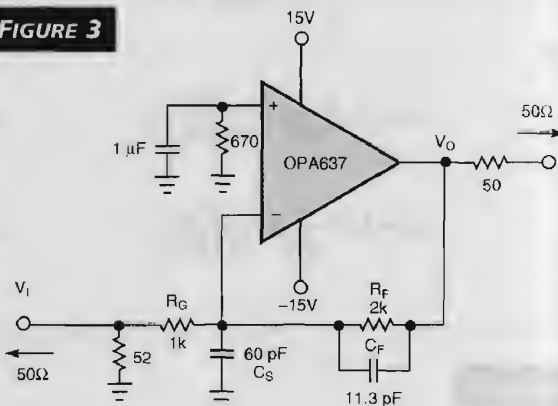 FIGURE 3
15V
+
1 μF
670
OPA637
50Ω
VO
50
−
−15V
VI
RG
1k
RF
2k
52
50Ω
60 pF
CS
CF
11.3 pF